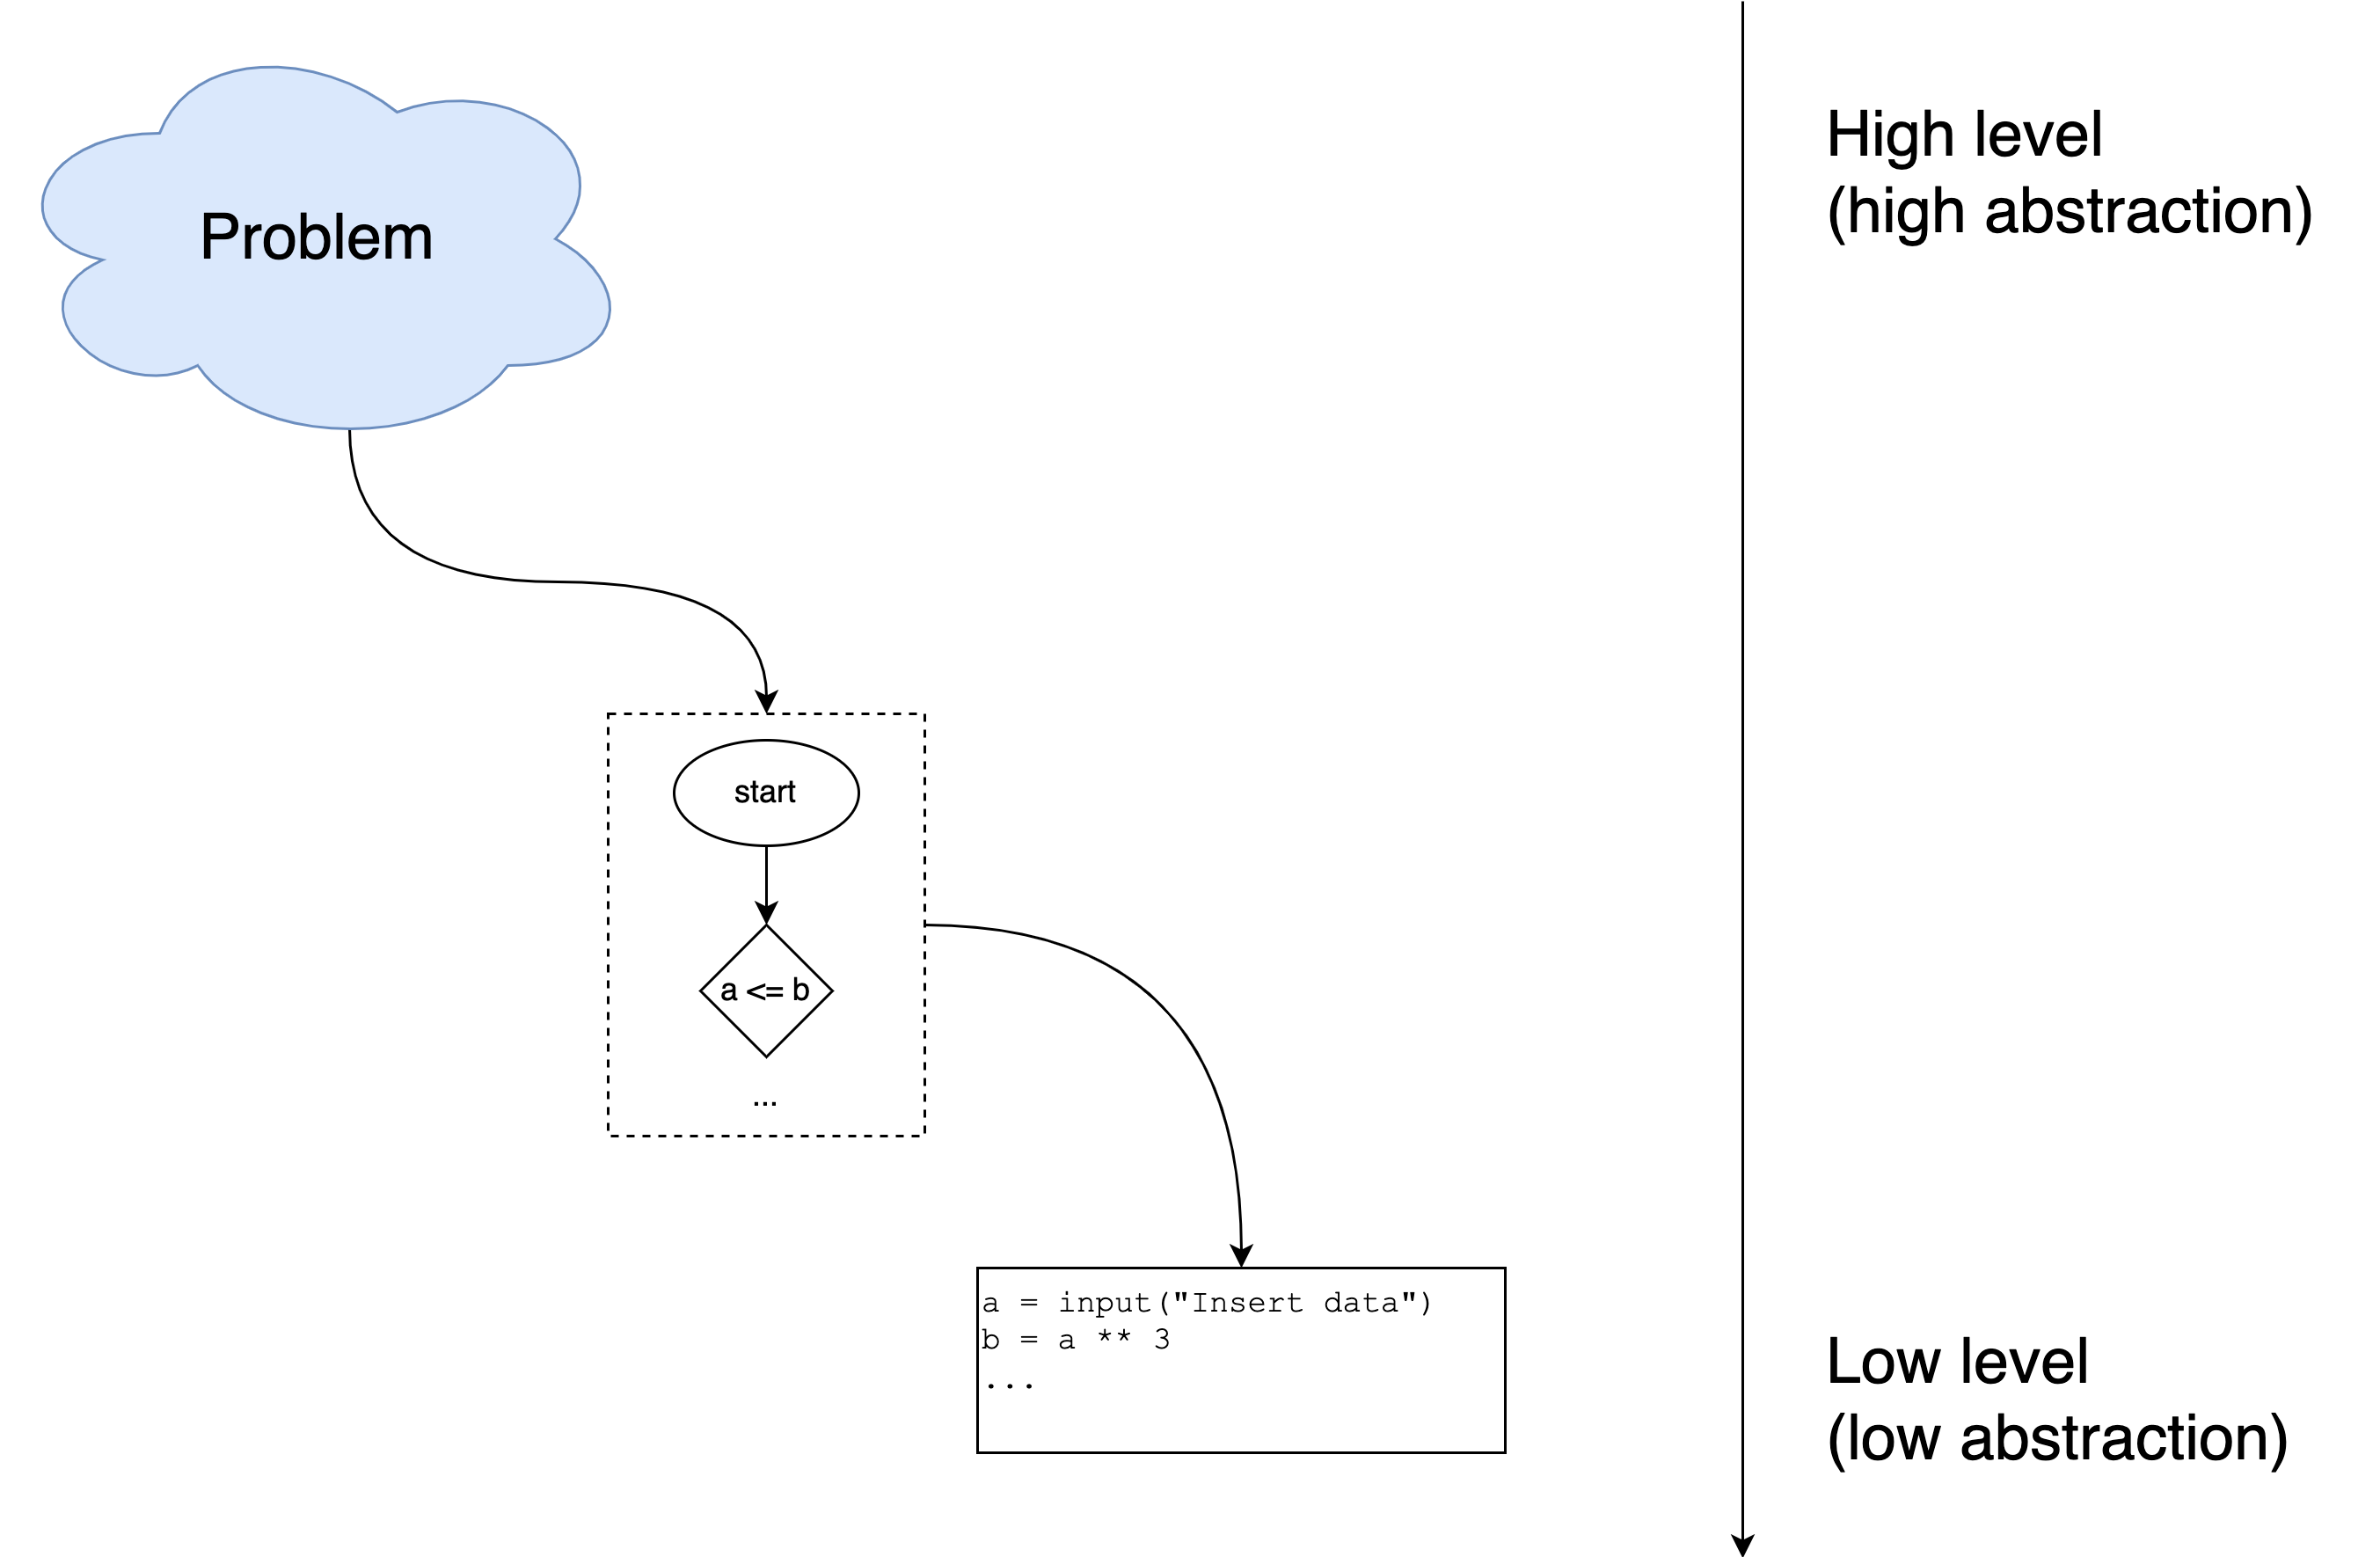 Problem
High level
(high abstraction)
start
a <= b
...
a = input("Insert data")
b = a ** 3
...
Low level
(low abstraction)